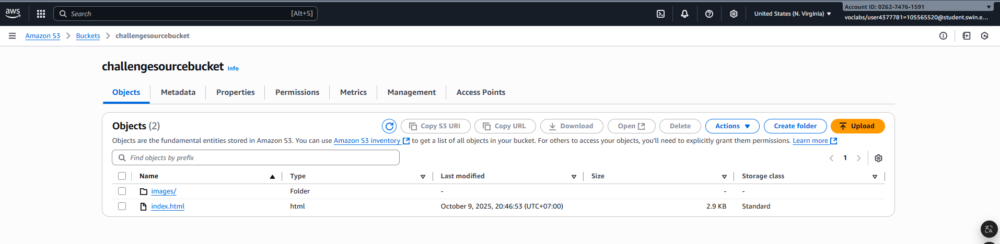 aws Search [Alt+S] United States (N. Virginia) Account ID: 0262-7476-1591
voclabs/user4377781=105565520@student.swin.e...
Amazon S3 Buckets challengesourcebucket
challengesourcebucket Info
Objects Metadata Properties Permissions Metrics Management Access Points
Objects (2) Copy S3 URI Copy URL Download Open Delete Actions Create folder Upload
Objects are the fundamental entities stored in Amazon S3. You can use Amazon S3 inventory to get a list of all objects in your bucket. For others to access your objects, you'll need to explicitly grant them permissions. Learn more
Find objects by prefix 1
Name Type Last modified Size Storage class
images/ Folder - - -
index.html html October 9, 2025, 20:46:53 (UTC+07:00) 2.9 KB Standard